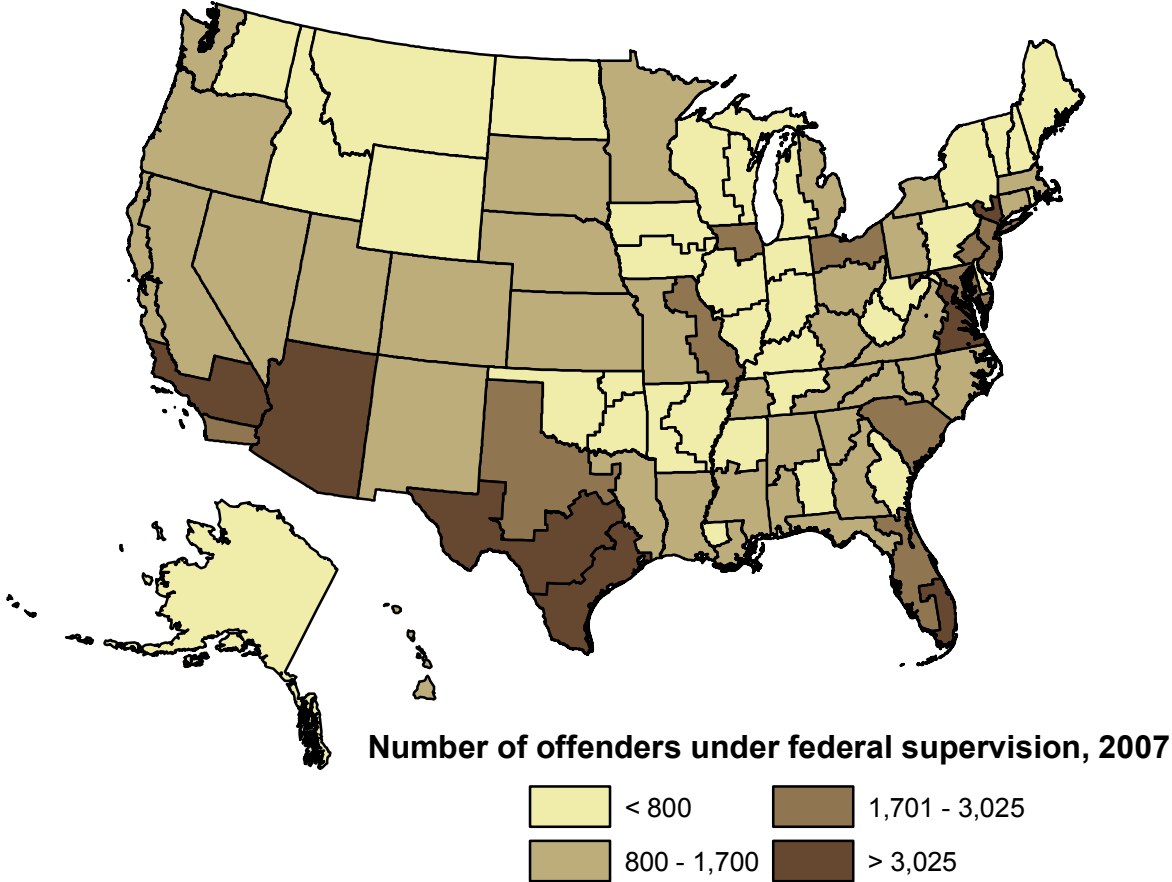 Number of offenders under federal supervision, 2007
< 800
1,701 - 3,025
800 - 1,700
> 3,025